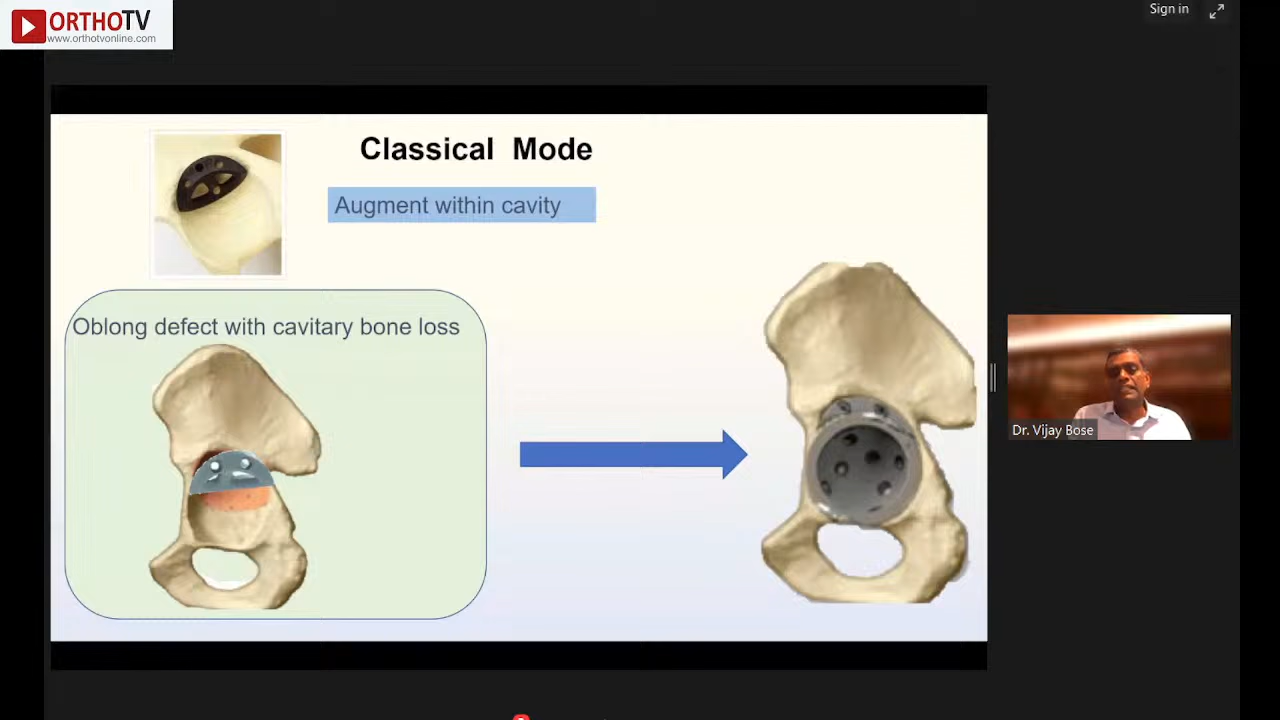 ORTHOTV
www.orthotvonline.com
Sign in
Classical Mode
Augment within cavity
Oblong defect with cavitary bone loss
Dr. Vijay Bose